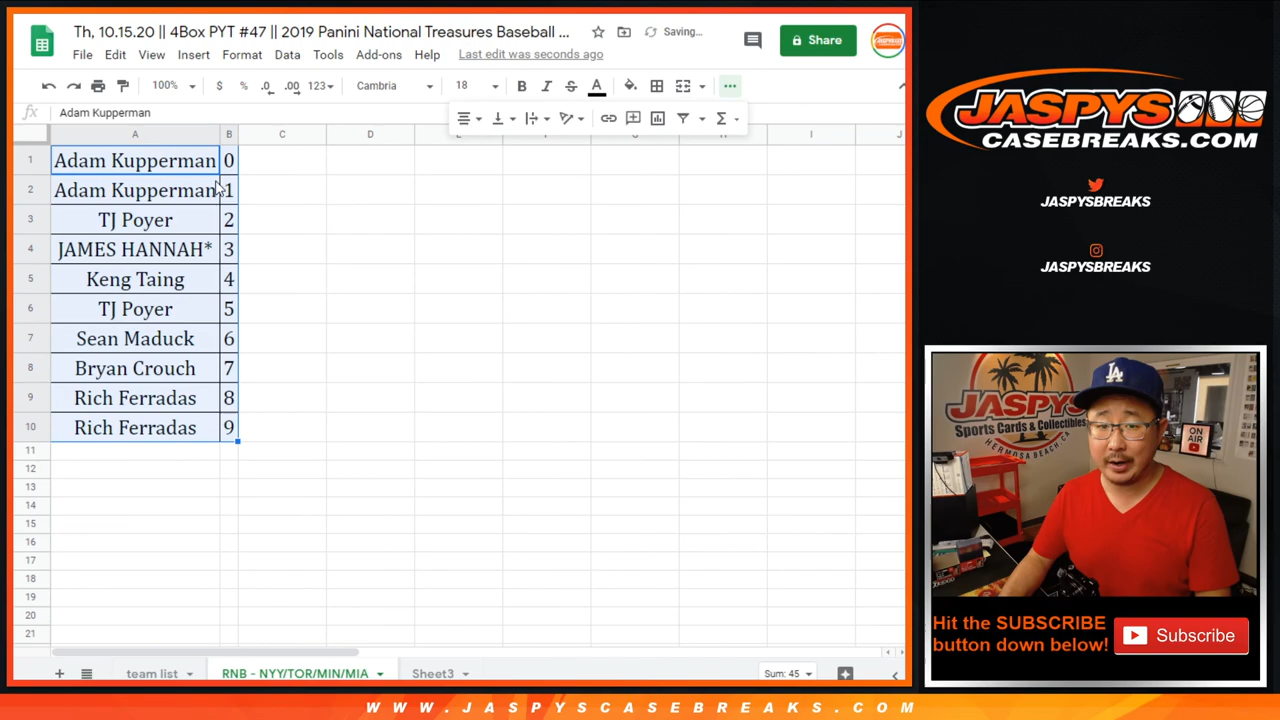 Th, 10.15.20 || 4Box PYT #47 || 2019 Panini National Treasures Baseball ...
Saving...
File Edit View Insert Format Data Tools Add-ons Help Last edit was seconds ago
Share
100% $ % .0 .00 123 Cambria 18 B I S A
fx Adam Kupperman
A B C D H I J
1 Adam Kupperman 0
2 Adam Kupperman 1
3 TJ Poyer 2
4 JAMES HANNAH* 3
5 Keng Taing 4
6 TJ Poyer 5
7 Sean Maduck 6
8 Bryan Crouch 7
9 Rich Ferradas 8
10 Rich Ferradas 9
11
12
13
14
15
16
17
18
19
20
21
team list RNB - NYY/TOR/MIN/MIA Sheet3 Sum: 45
JASPYS
CASEBREAKS.COM
JASPYSBREAKS
JASPYSBREAKS
JASPYS
Sports Cards & Collectibles
HERMOSA BEACH, CA
LA
ON
AIR
Hit the SUBSCRIBE
button down below!
Subscribe
WWW.JASPYSCASEBREAKS.COM